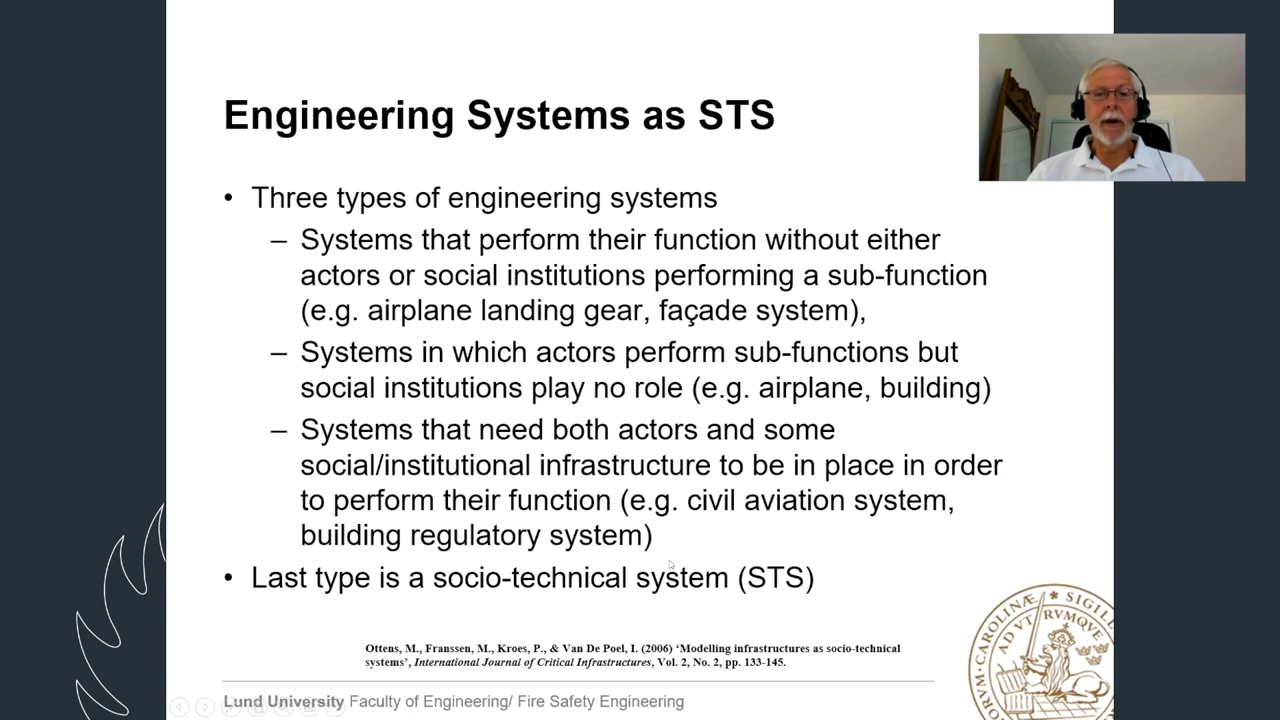 Engineering Systems as STS
• Three types of engineering systems
– Systems that perform their function without either
actors or social institutions performing a sub-function
(e.g. airplane landing gear, façade system),
– Systems in which actors perform sub-functions but
social institutions play no role (e.g. airplane, building)
– Systems that need both actors and some
social/institutional infrastructure to be in place in order
to perform their function (e.g. civil aviation system,
building regulatory system)
• Last type is a socio-technical system (STS)
Ottens, M., Franssen, M., Kroes, P., & Van De Poel, I. (2006) ‘Modelling infrastructures as socio-technical
systems’, International Journal of Critical Infrastructures, Vol. 2, No. 2, pp. 133-145.
Lund University Faculty of Engineering/ Fire Safety Engineering
CAROLINÆ * SIGILL
AD VTRVMQVE